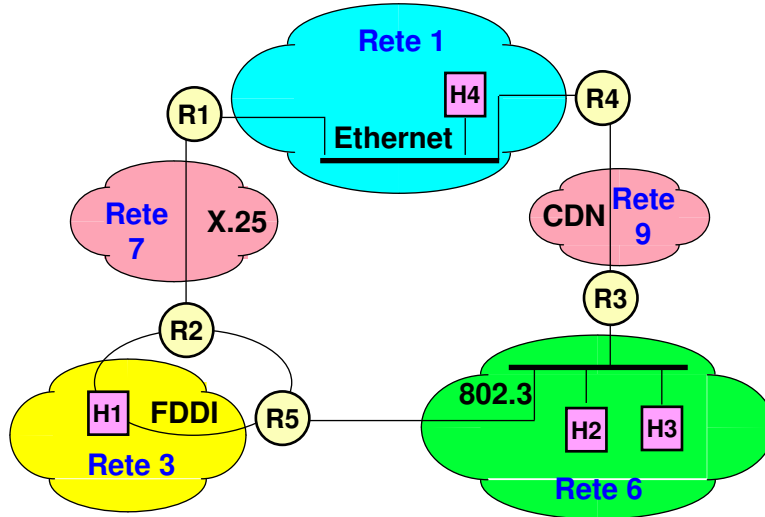 Rete 1
H4
R1
R4
Ethernet
Rete
7
X.25
CDN
Rete
9
R3
R2
802.3
H1
FDDI
R5
H2
H3
Rete 3
Rete 6